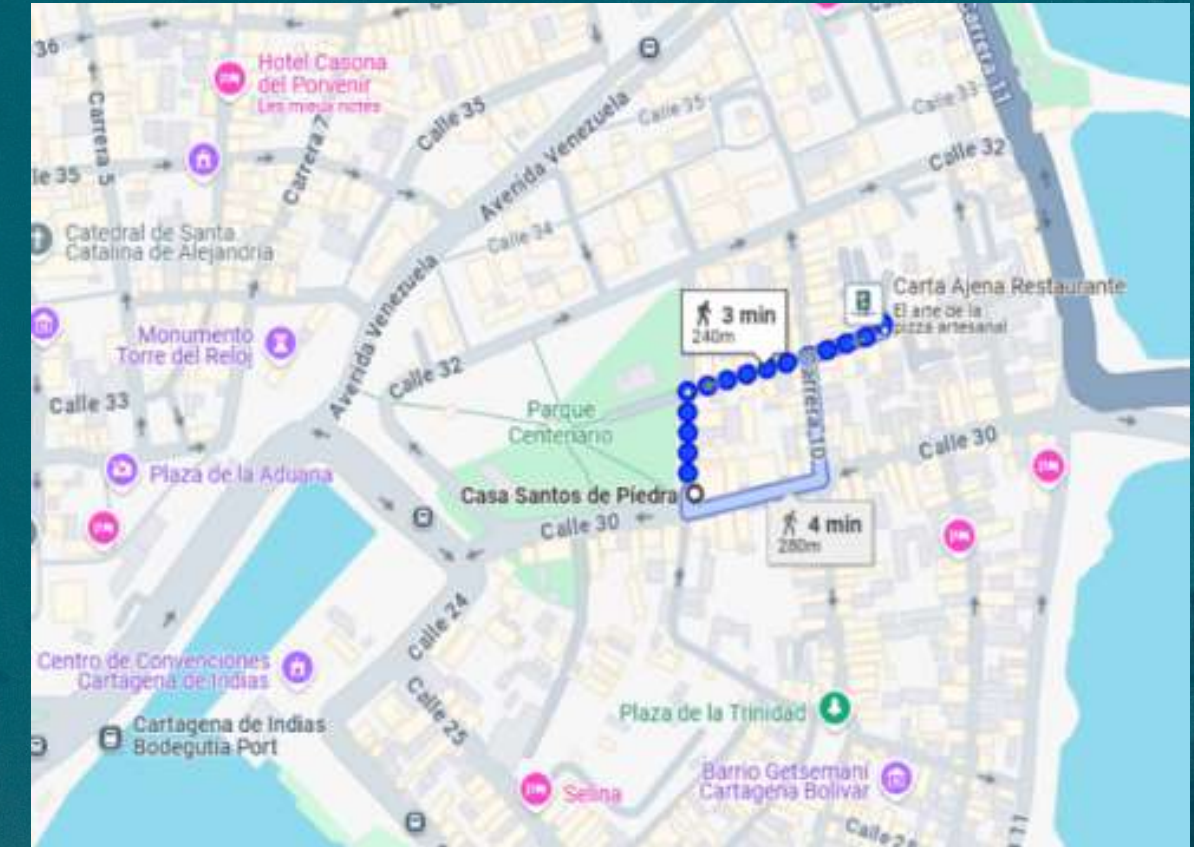 36
Hotel Casona
del Porvenir
Les mieux notés
Carrera 5
Carrera 7
Calle 35
Avenida Venezuela
Calle 35
Calle 33
Carrera 11
Calle 32
le 35
Catedral de Santa
Catalina de Alejandría
Calle 34
Avenida Venezuela
Monumento
Torre del Reloj
Calle 32
3 min
240m
Carta Ajena Restaurante
El arte de la
pizza artesanal
Carrera 10
Calle 33
Parque
Centenario
Calle 30
Plaza de la Aduana
Casa Santos de Piedra
Calle 30
4 min
280m
Calle 24
Centro de Convenciones
Cartagena de Indias
Calle 25
Cartagena de Indias
Bodeguita Port
Plaza de la Trinidad
Selina
Barrio Getsemaní
Cartagena Bolivar
11